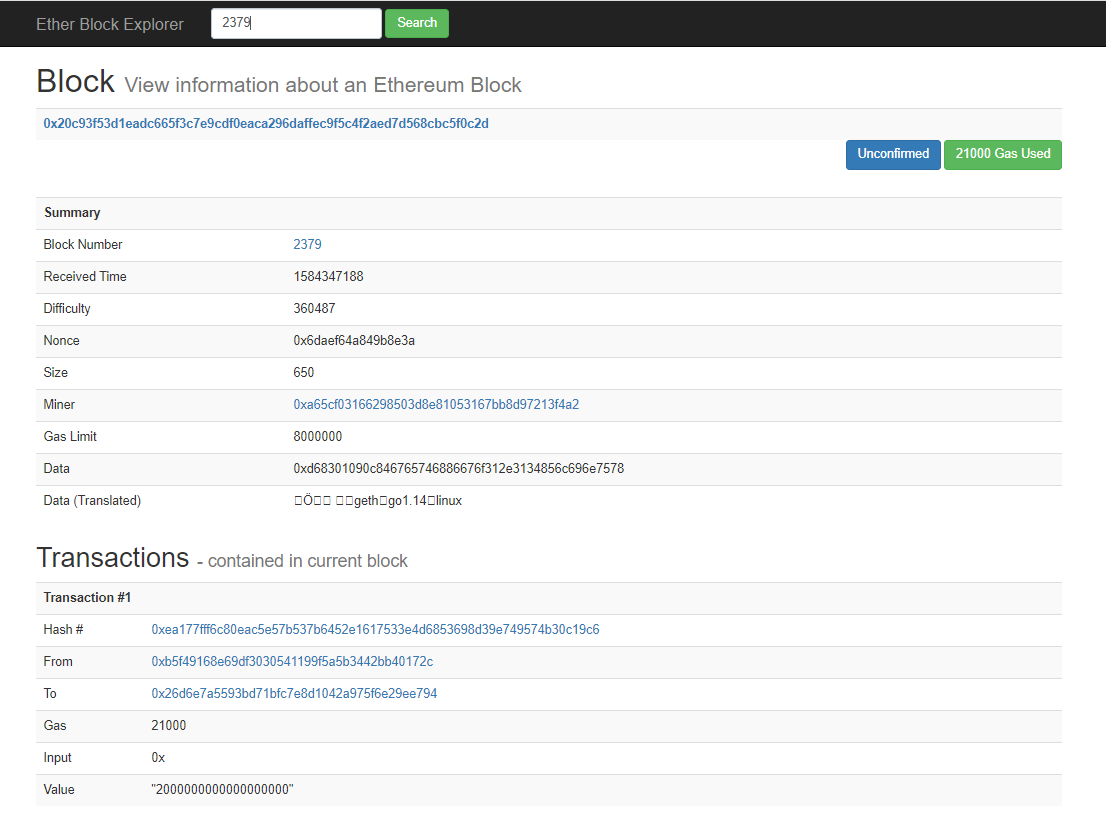 Ether Block Explorer 2379 Search
Block View information about an Ethereum Block
0x20c93f53d1eadc665f3c7e9cdf0eaca296daffec9f5c4f2aed7d568cbc5f0c2d
Unconfirmed 21000 Gas Used
Summary
Block Number 2379
Received Time 1584347188
Difficulty 360487
Nonce 0x6daef64a849b8e3a
Size 650
Miner 0xa65cf03166298503d8e81053167bb8d97213f4a2
Gas Limit 8000000
Data 0xd68301090c846765746886676f312e3134856c696e7578
Data (Translated) □Ö□□ □□geth□go1.14□linux
Transactions - contained in current block
Transaction #1
Hash # 0xea177fff6c80eac5e57b537b6452e1617533e4d6853698d39e749574b30c19c6
From 0xb5f49168e69df3030541199f5a5b3442bb40172c
To 0x26d6e7a5593bd71bfc7e8d1042a975f6e29ee794
Gas 21000
Input 0x
Value "2000000000000000000"